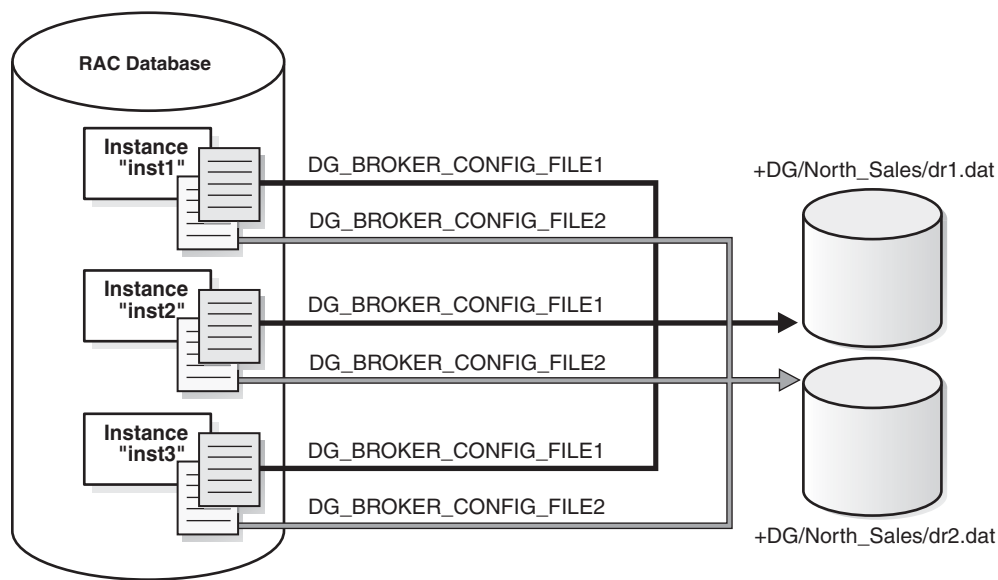 RAC Database
Instance
"inst1"
DG_BROKER_CONFIG_FILE1
DG_BROKER_CONFIG_FILE2
Instance
"inst2"
DG_BROKER_CONFIG_FILE1
DG_BROKER_CONFIG_FILE2
Instance
"inst3"
DG_BROKER_CONFIG_FILE1
DG_BROKER_CONFIG_FILE2
+DG/North_Sales/dr1.dat
+DG/North_Sales/dr2.dat